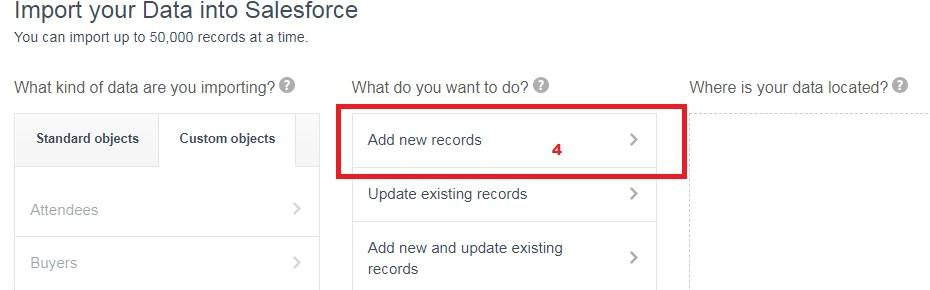 Import your Data into Salesforce
You can import up to 50,000 records at a time.
What kind of data are you importing? ?
What do you want to do? ?
Where is your data located? ?
Standard objects
Custom objects
Attendees
Buyers
Add new records
4
Update existing records
Add new and update existing
records